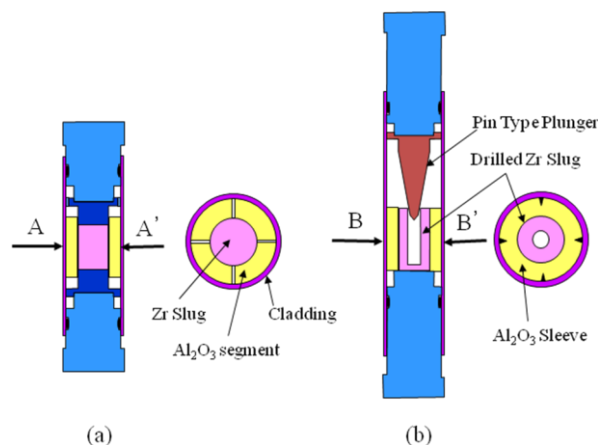 Pin Type Plunger
Drilled Zr Slug
A
A’
B
B’
Zr Slug
Cladding
Al₂O₃ segment
Al₂O₃ Sleeve
(a)
(b)